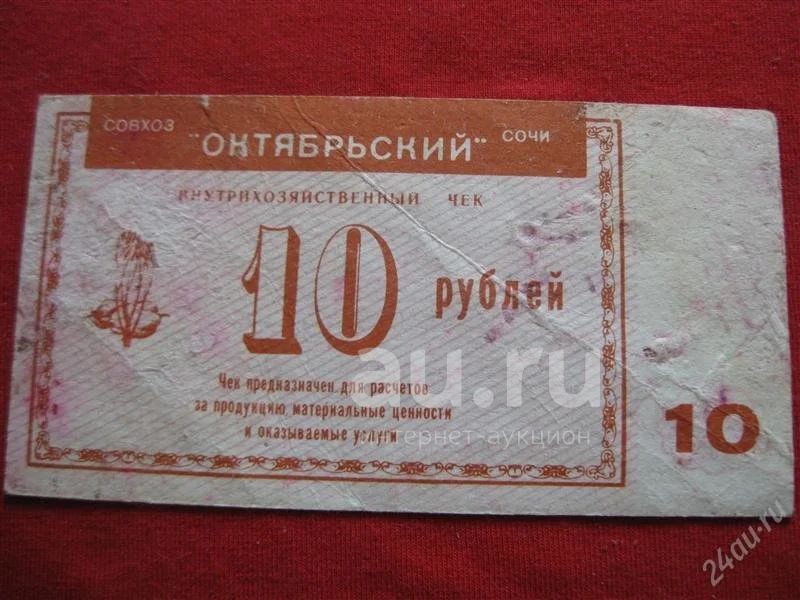 СОВХОЗ "ОКТЯБРЬСКИЙ" СОЧИ
ВНУТРИХОЗЯЙСТВЕННЫЙ ЧЕК
10 рублей
Чек предназначен для расчетов
за продукцию, материальные ценности
и оказываемые услуги
10
au.ru
интернет-аукцион
24au.ru